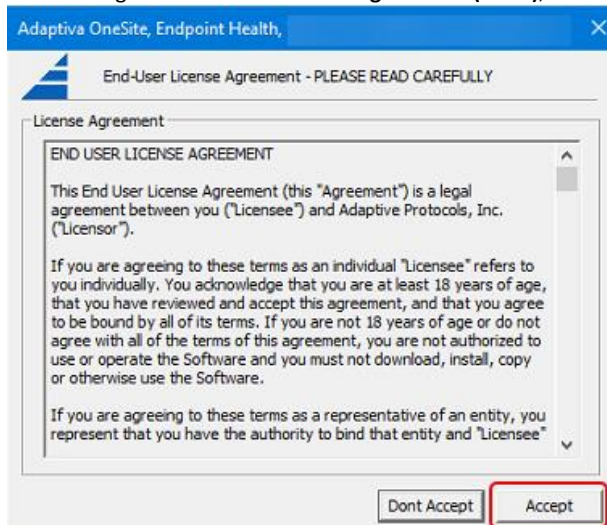 Adaptiva OneSite, Endpoint Health,
End-User License Agreement - PLEASE READ CAREFULLY
License Agreement
END USER LICENSE AGREEMENT
This End User License Agreement (this "Agreement") is a legal
agreement between you ("Licensee") and Adaptive Protocols, Inc.
("Licensor").
If you are agreeing to these terms as an individual "Licensee" refers to
you individually. You acknowledge that you are at least 18 years of age,
that you have reviewed and accept this agreement, and that you agree
to be bound by all of its terms. If you are not 18 years of age or do not
agree with all of the terms of this agreement, you are not authorized to
use or operate the Software and you must not download, install, copy
or otherwise use the Software.
If you are agreeing to these terms as a representative of an entity, you
represent that you have the authority to bind that entity and "Licensee"
Dont Accept
Accept